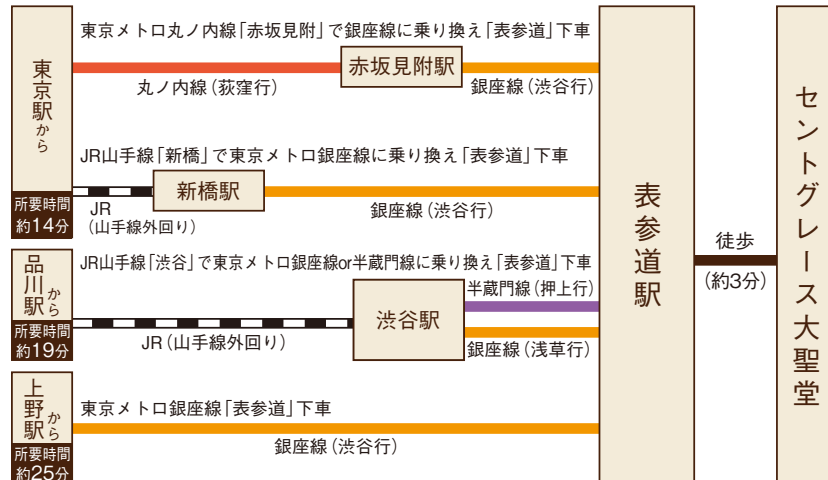 東京駅から
所要時間
約14分
東京メトロ丸ノ内線「赤坂見附」で銀座線に乗り換え「表参道」下車
丸ノ内線(荻窪行)
赤坂見附駅
銀座線(渋谷行)
JR山手線「新橋」で東京メトロ銀座線に乗り換え「表参道」下車
JR
(山手線外回り)
新橋駅
銀座線(渋谷行)
品川駅から
所要時間
約19分
JR山手線「渋谷」で東京メトロ銀座線or半蔵門線に乗り換え「表参道」下車
JR(山手線外回り)
渋谷駅
半蔵門線(押上行)
銀座線(浅草行)
上野駅から
所要時間
約25分
東京メトロ銀座線「表参道」下車
銀座線(渋谷行)
表参道駅
徒歩
(約3分)
セントグレース大聖堂